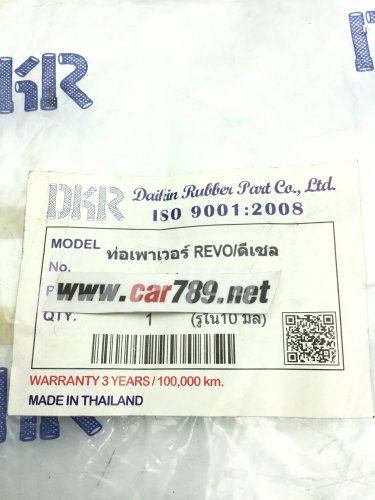 DKR
DKR Daikin Rubber Part Co., Ltd.
ISO 9001:2008
MODEL ท่อเพาเวอร์ REVO/ดีเซล
No.
www.car789.net
QTY. 1 (รูใน10 มิล)
WARRANTY 3 YEARS / 100,000 km.
MADE IN THAILAND
DKR